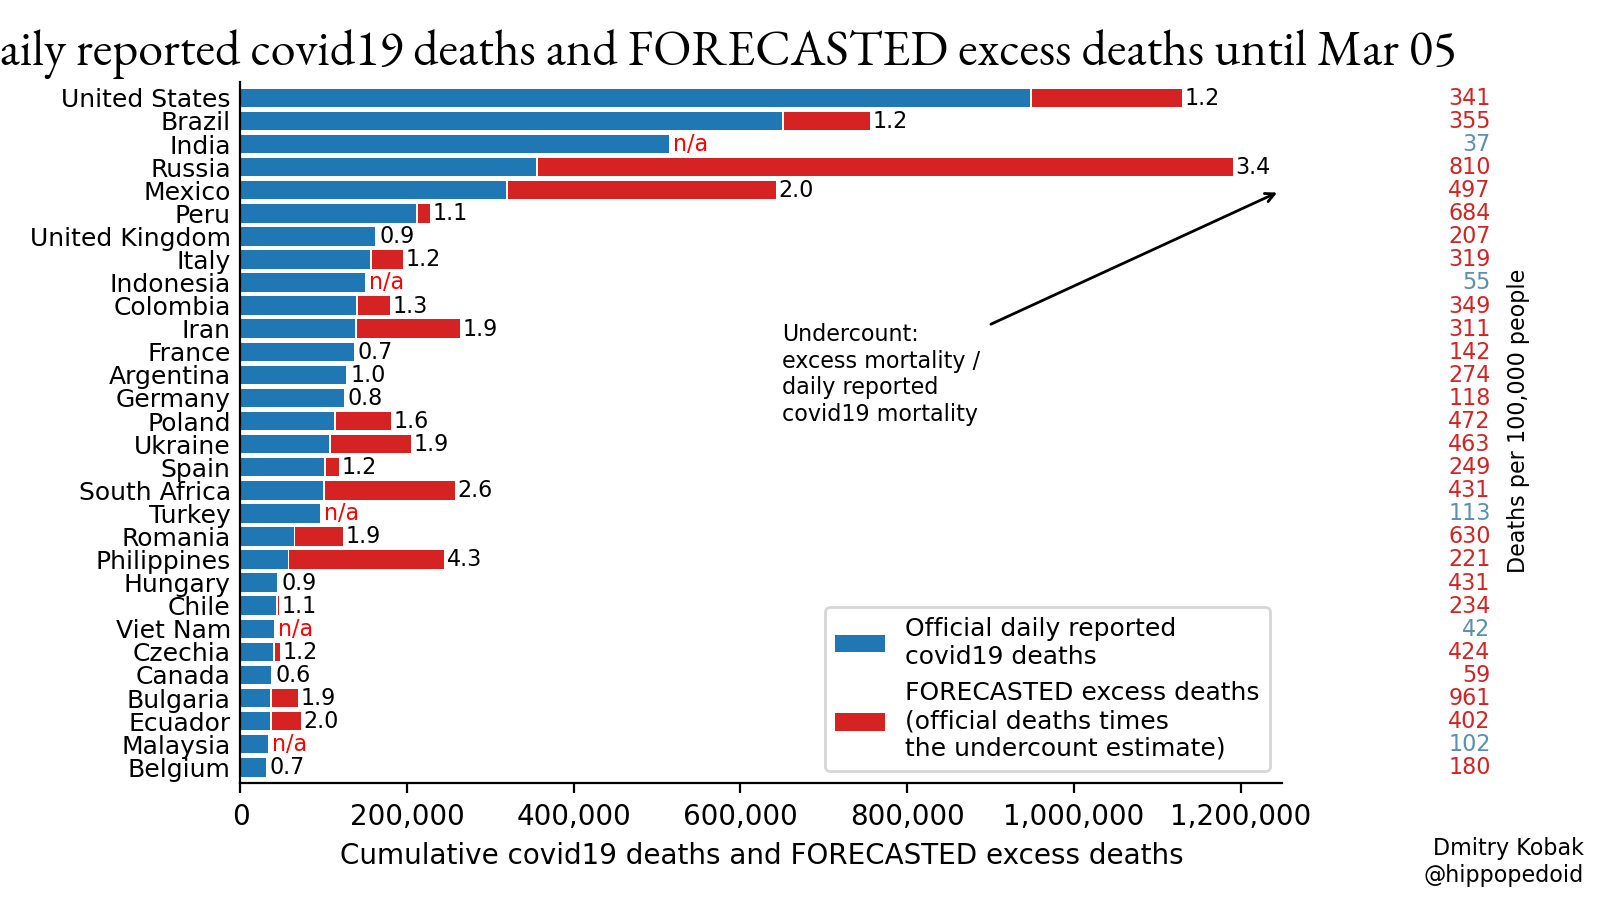 aily reported covid19 deaths and FORECASTED excess deaths until Mar 05
United States 1.2 341
Brazil 1.2 355
India n/a 37
Russia 3.4 810
Mexico 2.0 497
Peru 1.1 684
United Kingdom 0.9 207
Italy 1.2 319
Indonesia n/a 55
Colombia 1.3 349
Iran 1.9 311
France 0.7 142
Argentina 1.0 274
Germany 0.8 118
Poland 1.6 472
Ukraine 1.9 463
Spain 1.2 249
South Africa 2.6 431
Turkey n/a 113
Romania 1.9 630
Philippines 4.3 221
Hungary 0.9 431
Chile 1.1 234
Viet Nam n/a 42
Czechia 1.2 424
Canada 0.6 59
Bulgaria 1.9 961
Ecuador 2.0 402
Malaysia n/a 102
Belgium 0.7 180
Undercount:
excess mortality /
daily reported
covid19 mortality
Deaths per 100,000 people
Official daily reported
covid19 deaths
FORECASTED excess deaths
(official deaths times
the undercount estimate)
0 200,000 400,000 600,000 800,000 1,000,000 1,200,000
Cumulative covid19 deaths and FORECASTED excess deaths
Dmitry Kobak
@hippopedoid